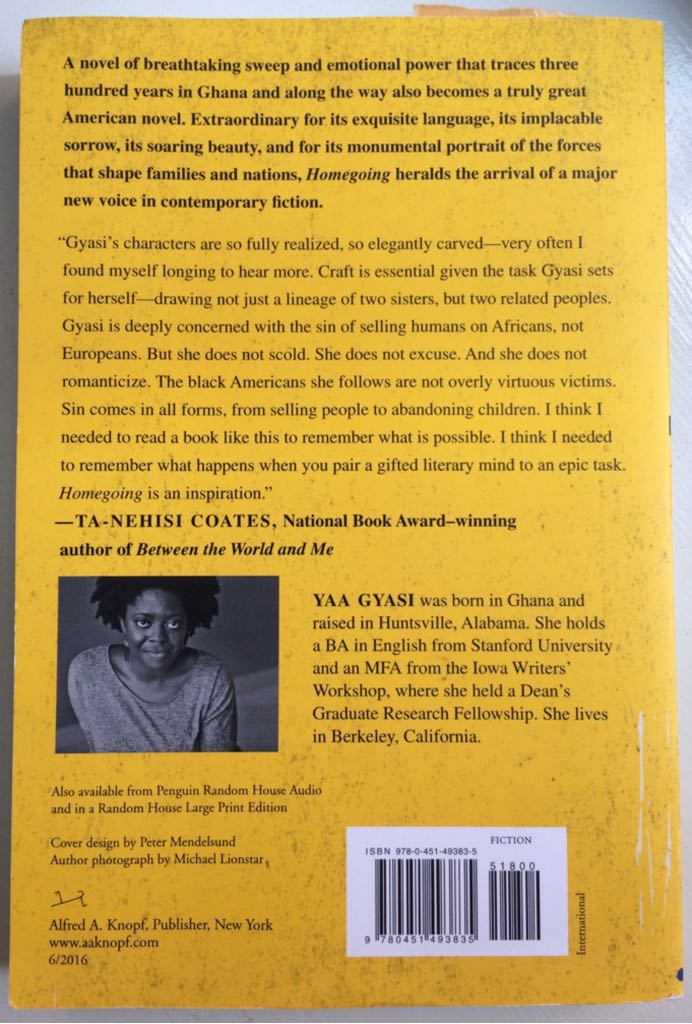 A novel of breathtaking sweep and emotional power that traces three
hundred years in Ghana and along the way also becomes a truly great
American novel. Extraordinary for its exquisite language, its implacable
sorrow, its soaring beauty, and for its monumental portrait of the forces
that shape families and nations, Homegoing heralds the arrival of a major
new voice in contemporary fiction.
“Gyasi’s characters are so fully realized, so elegantly carved—very often I
found myself longing to hear more. Craft is essential given the task Gyasi sets
for herself—drawing not just a lineage of two sisters, but two related peoples.
Gyasi is deeply concerned with the sin of selling humans on Africans, not
Europeans. But she does not scold. She does not excuse. And she does not
romanticize. The black Americans she follows are not overly virtuous victims.
Sin comes in all forms, from selling people to abandoning children. I think I
needed to read a book like this to remember what is possible. I think I needed
to remember what happens when you pair a gifted literary mind to an epic task.
Homegoing is an inspiration.”
—TA-NEHISI COATES, National Book Award–winning
author of Between the World and Me
YAA GYASI was born in Ghana and
raised in Huntsville, Alabama. She holds
a BA in English from Stanford University
and an MFA from the Iowa Writers’
Workshop, where she held a Dean’s
Graduate Research Fellowship. She lives
in Berkeley, California.
Also available from Penguin Random House Audio
and in a Random House Large Print Edition
Cover design by Peter Mendelsund
Author photograph by Michael Lionstar
Alfred A. Knopf, Publisher, New York
www.aaknopf.com
6/2016
FICTION
ISBN 978-0-451-49383-5
51800
9 780451 493835
International